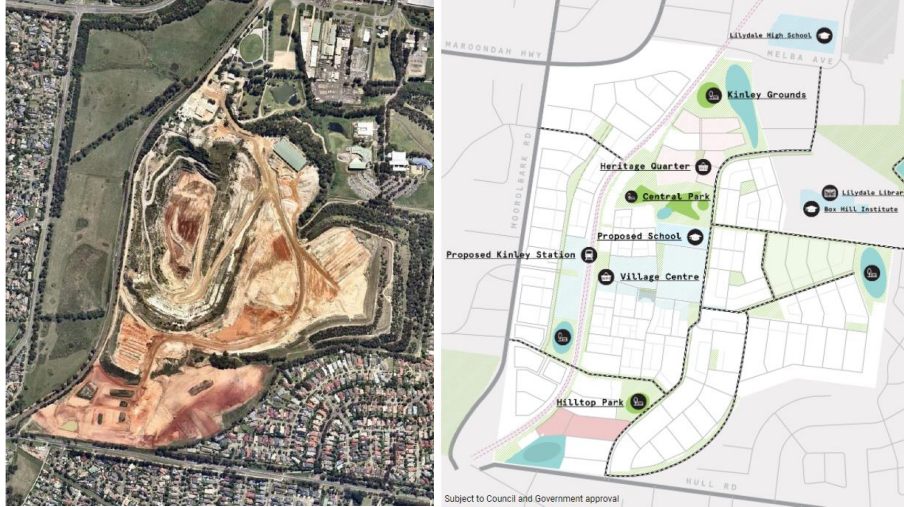 Lilydale High School
MAROONDAH HWY
MELBA AVE
Kinley Grounds
MOOROOLBARK RD
Heritage Quarter
Central Park
Lilydale Librar
Box Hill Institute
Proposed School
Proposed Kinley Station
Village Centre
Hilltop Park
HULL RD
Subject to Council and Government approval